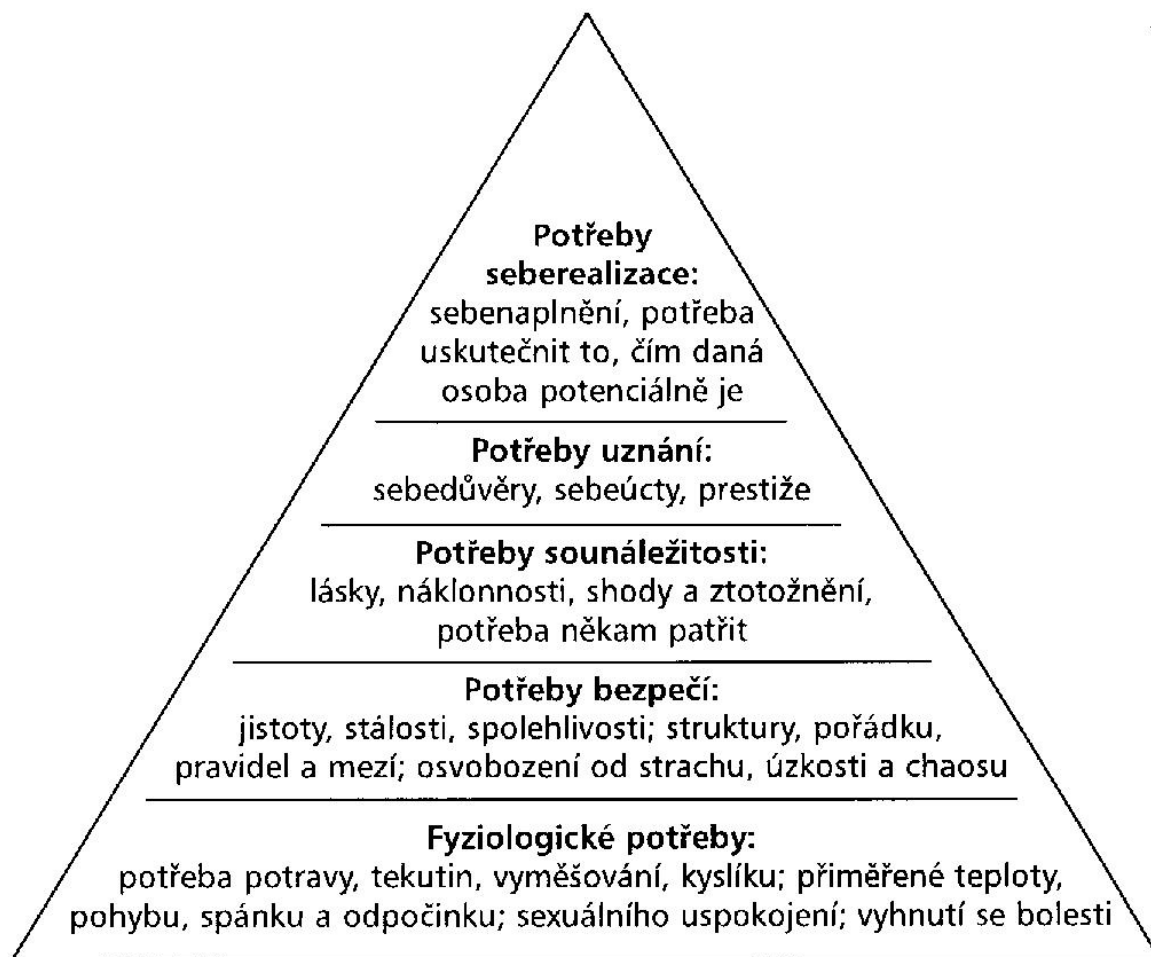 Potřeby
seberealizace:
sebenaplnění, potřeba
uskutečnit to, čím daná
osoba potenciálně je
Potřeby uznání:
sebedůvěry, sebeúcty, prestiže
Potřeby sounáležitosti:
lásky, náklonnosti, shody a ztotožnění,
potřeba někam patřit
Potřeby bezpečí:
jistoty, stálosti, spolehlivosti; struktury, pořádku,
pravidel a mezí; osvobození od strachu, úzkosti a chaosu
Fyziologické potřeby:
potřeba potravy, tekutin, vyměšování, kyslíku; přiměřené teploty,
pohybu, spánku a odpočinku; sexuálního uspokojení; vyhnutí se bolesti